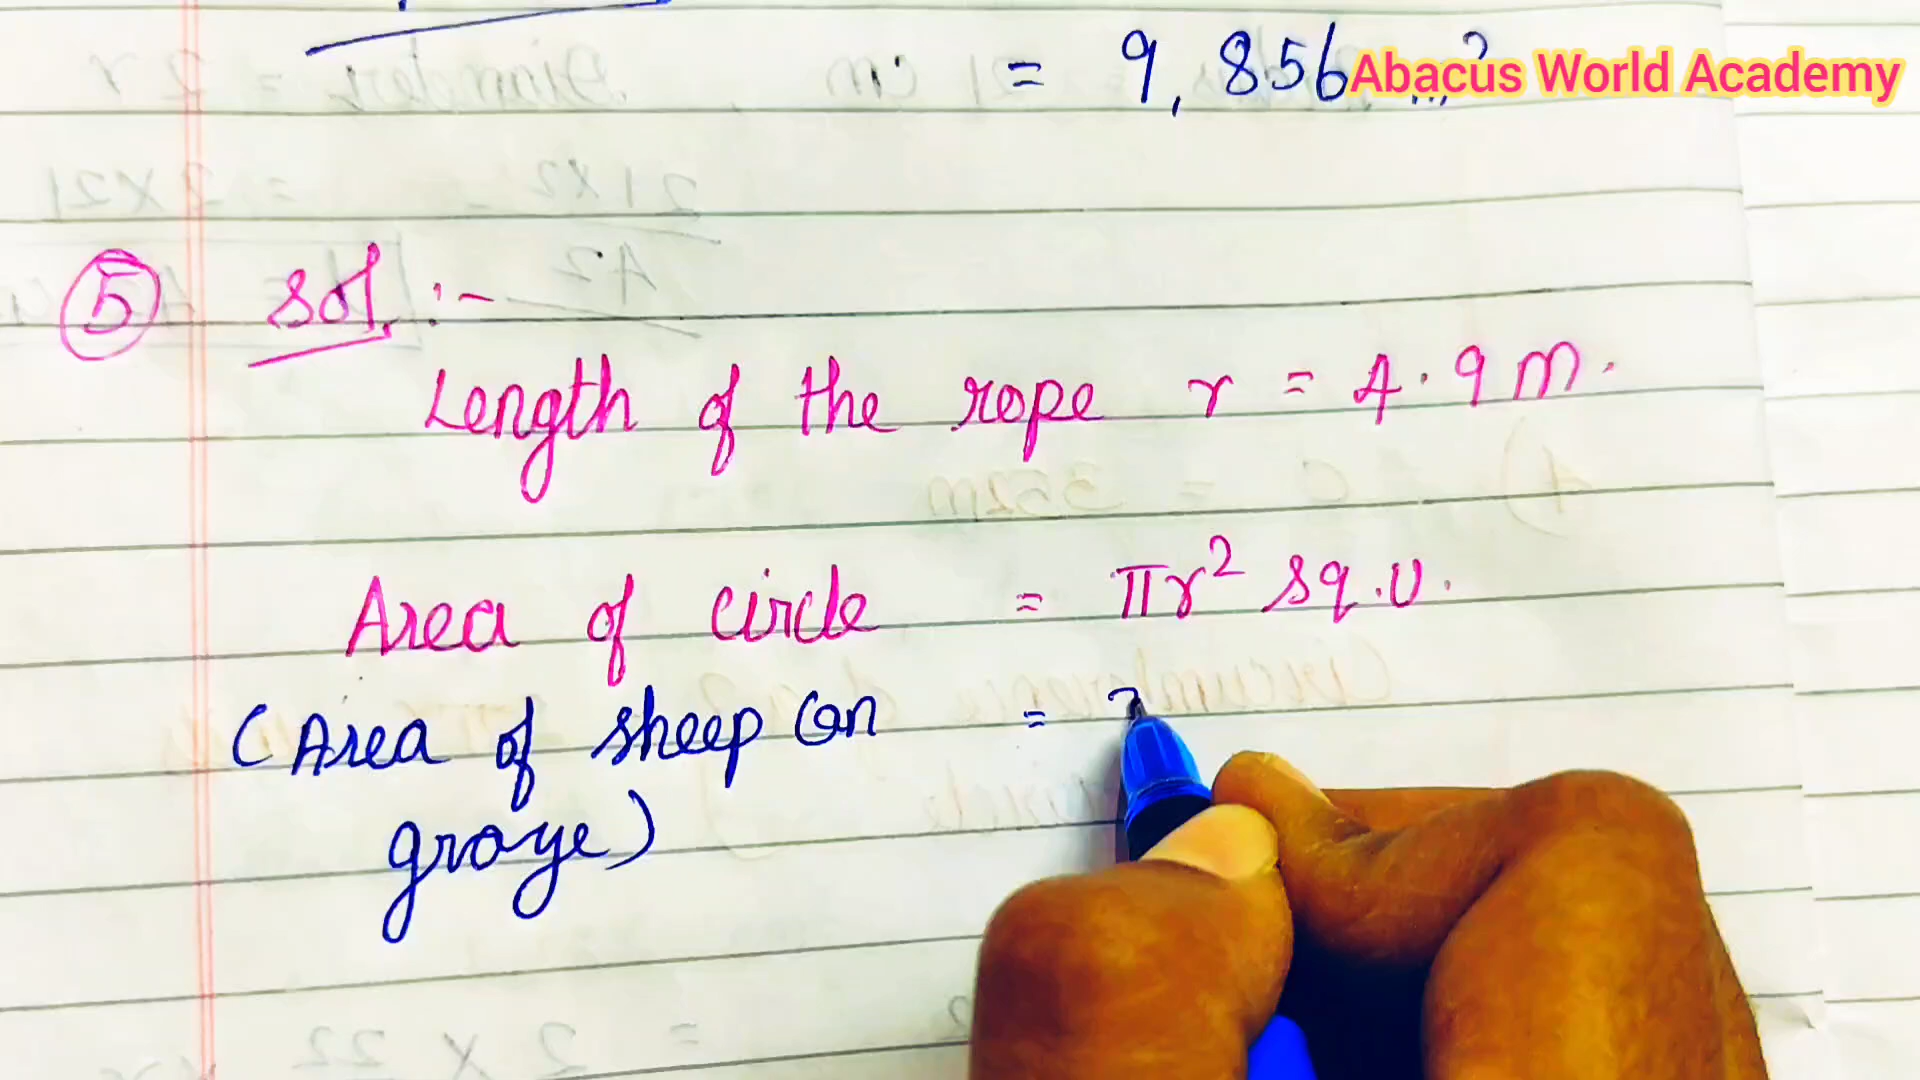 = 9,856
Abacus World Academy
5 sol :-
Length of the rope r = 4.9 m.
Area of circle = πr² sq.u.
(Area of sheep can =
graze)